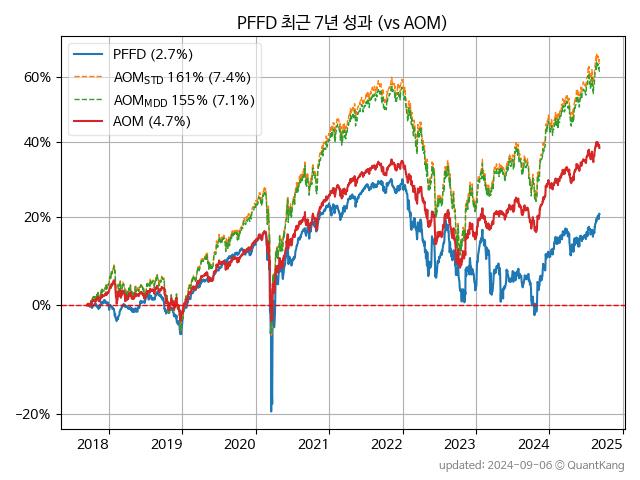 PFFD 최근 7년 성과 (vs AOM)
PFFD (2.7%)
AOMSTD 161% (7.4%)
AOMMDD 155% (7.1%)
AOM (4.7%)
60%
40%
20%
0%
−20%
2018 2019 2020 2021 2022 2023 2024 2025
updated: 2024-09-06 © QuantKang